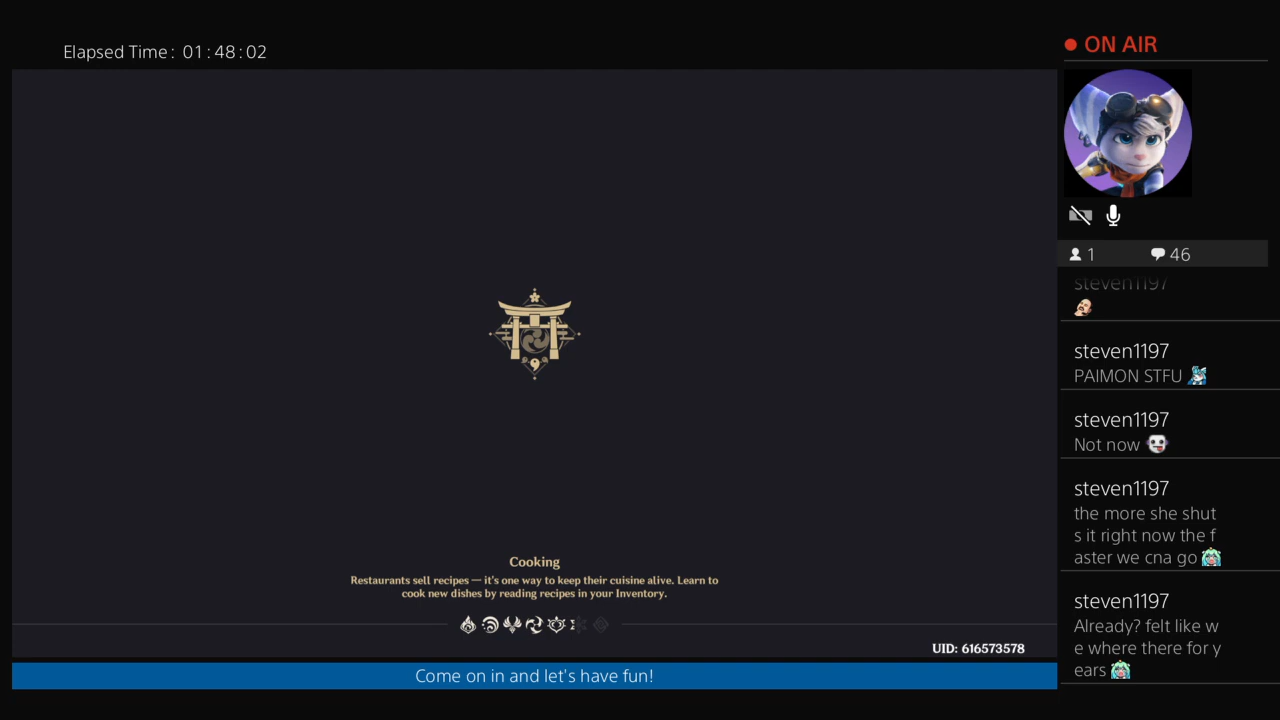 Elapsed Time: 01:48:02
ON AIR
1
46
steven1197
steven1197
PAIMON STFU
steven1197
Not now
steven1197
the more she shut
s it right now the f
aster we cna go
steven1197
Already? felt like w
e where there for y
ears
Cooking
Restaurants sell recipes — it's one way to keep their cuisine alive. Learn to
cook new dishes by reading recipes in your Inventory.
UID: 616573578
Come on in and let's have fun!